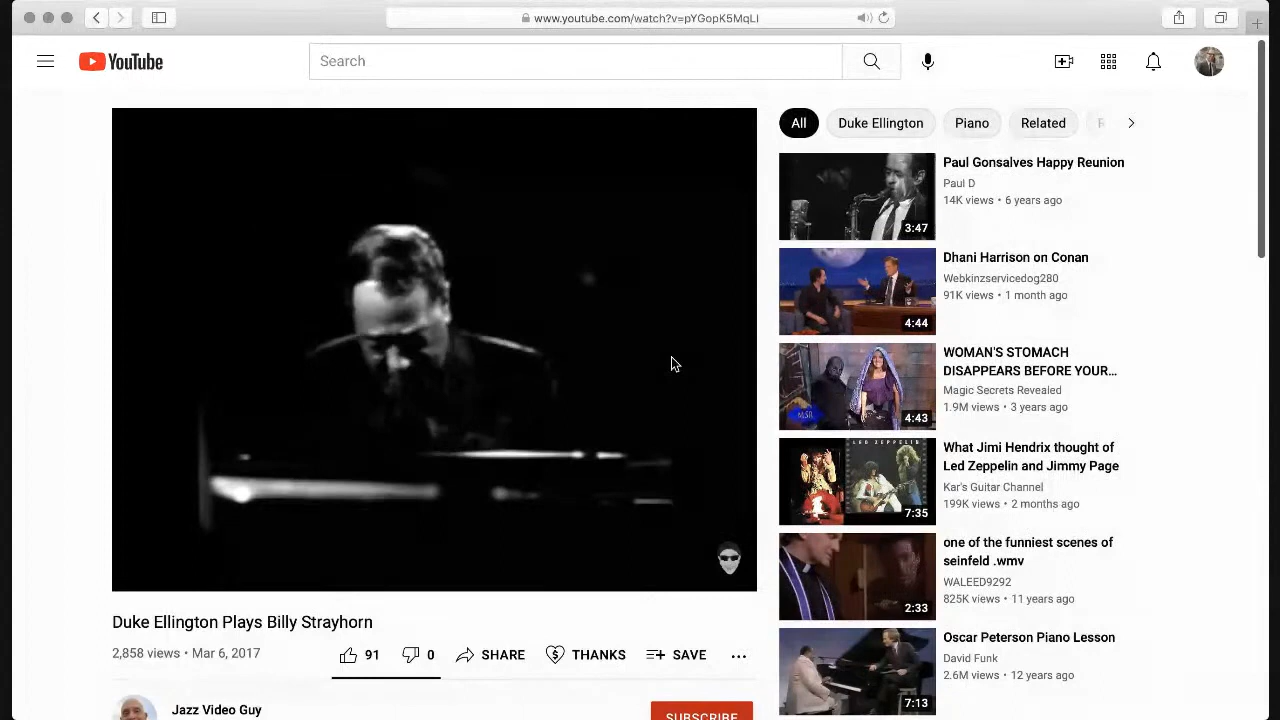 www.youtube.com/watch?v=pYGopK5MqLI
YouTube
Search
All
Duke Ellington
Piano
Related
Paul Gonsalves Happy Reunion
Paul D
14K views • 6 years ago
3:47
Dhani Harrison on Conan
Webkinzservicedog280
91K views • 1 month ago
4:44
WOMAN'S STOMACH
DISAPPEARS BEFORE YOUR...
Magic Secrets Revealed
1.9M views • 3 years ago
MSR
4:43
LED ZEPPELIN
What Jimi Hendrix thought of
Led Zeppelin and Jimmy Page
Kar's Guitar Channel
199K views • 2 months ago
7:35
one of the funniest scenes of
seinfeld .wmv
WALEED9292
825K views • 11 years ago
2:33
Oscar Peterson Piano Lesson
David Funk
2.6M views • 12 years ago
7:13
Duke Ellington Plays Billy Strayhorn
2,858 views • Mar 6, 2017
91
0
SHARE
THANKS
SAVE
Jazz Video Guy
SUBSCRIBE